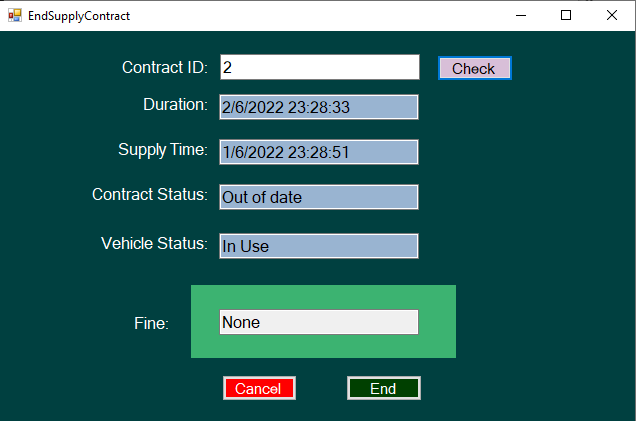 EndSupplyContract
Contract ID: 2 Check
Duration: 2/6/2022 23:28:33
Supply Time: 1/6/2022 23:28:51
Contract Status: Out of date
Vehicle Status: In Use
Fine: None
Cancel End